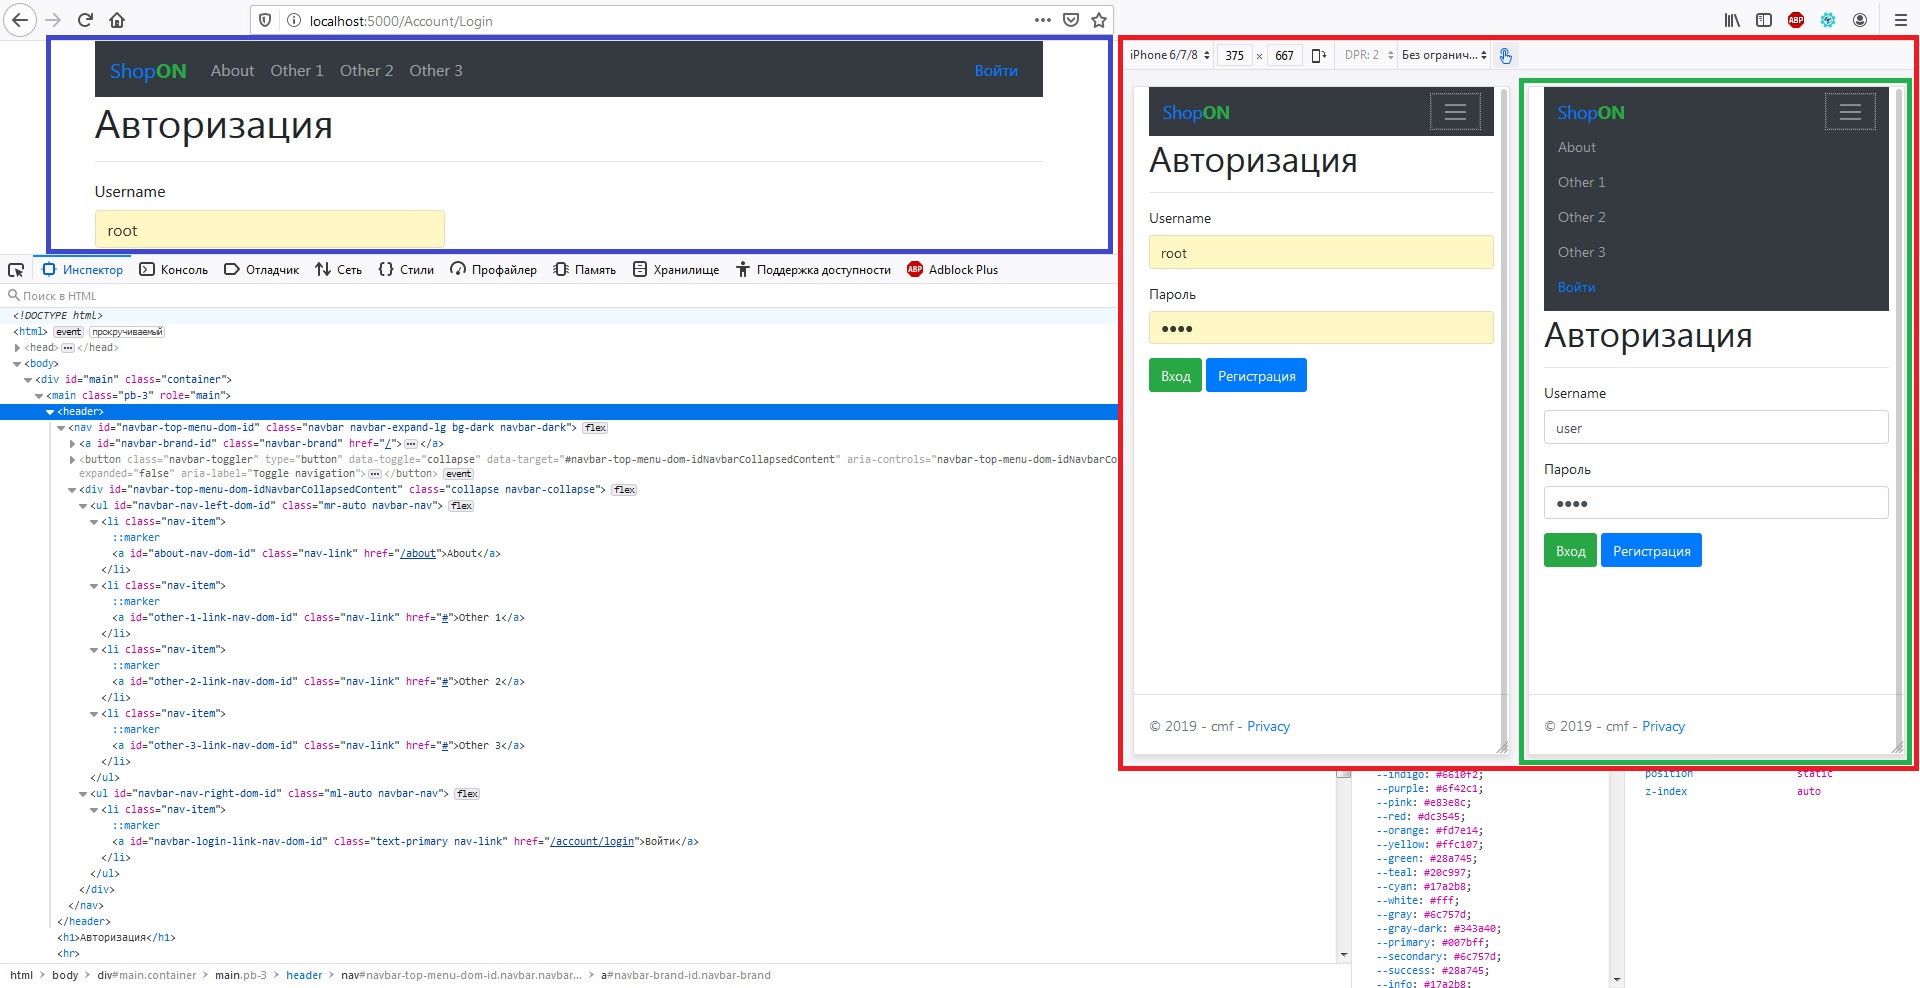 localhost:5000/Account/Login
ABP
ShopON About Other 1 Other 2 Other 3 Войти
Авторизация
Username
root
iPhone 6/7/8 375 × 667 DPR: 2 Без огранич...
ShopON
Авторизация
Username
root
Пароль
••••
Вход Регистрация
© 2019 - cmf - Privacy
ShopON
About
Other 1
Other 2
Other 3
Войти
Авторизация
Username
user
Пароль
••••
Вход Регистрация
© 2019 - cmf - Privacy
Инспектор Консоль Отладчик Сеть Стили Профайлер Память Хранилище Поддержка доступности ABP Adblock Plus
Поиск в HTML
<!DOCTYPE html>
<html> event прокручиваемый
<head> ••• </head>
<body>
<div id="main" class="container">
<main class="pb-3" role="main">
<header>
<nav id="navbar-top-menu-dom-id" class="navbar navbar-expand-lg bg-dark navbar-dark"> flex
<a id="navbar-brand-id" class="navbar-brand" href="/"> ••• </a>
<button class="navbar-toggler" type="button" data-toggle="collapse" data-target="#navbar-top-menu-dom-idNavbarCollapsedContent" aria-controls="navbar-top-menu-dom-idNavbarCo
expanded="false" aria-label="Toggle navigation"> ••• </button> event
<div id="navbar-top-menu-dom-idNavbarCollapsedContent" class="collapse navbar-collapse"> flex
<ul id="navbar-nav-left-dom-id" class="mr-auto navbar-nav"> flex
<li class="nav-item">
::marker
<a id="about-nav-dom-id" class="nav-link" href="/about">About</a>
</li>
<li class="nav-item">
::marker
<a id="other-1-link-nav-dom-id" class="nav-link" href="#">Other 1</a>
</li>
<li class="nav-item">
::marker
<a id="other-2-link-nav-dom-id" class="nav-link" href="#">Other 2</a>
</li>
<li class="nav-item">
::marker
<a id="other-3-link-nav-dom-id" class="nav-link" href="#">Other 3</a>
</li>
</ul>
<ul id="navbar-nav-right-dom-id" class="ml-auto navbar-nav"> flex
<li class="nav-item">
::marker
<a id="navbar-login-link-nav-dom-id" class="text-primary nav-link" href="/account/login">Войти</a>
</li>
</ul>
</div>
</nav>
</header>
<h1>Авторизация</h1>
<hr>
--indigo: #6610f2;
--purple: #6f42c1;
--pink: #e83e8c;
--red: #dc3545;
--orange: #fd7e14;
--yellow: #ffc107;
--green: #28a745;
--teal: #20c997;
--cyan: #17a2b8;
--white: #fff;
--gray: #6c757d;
--gray-dark: #343a40;
--primary: #007bff;
--secondary: #6c757d;
--success: #28a745;
--info: #17a2b8;
position static
z-index auto
html > body > div#main.container > main.pb-3 > header > nav#navbar-top-menu-dom-id.navbar.navbar... > a#navbar-brand-id.navbar-brand